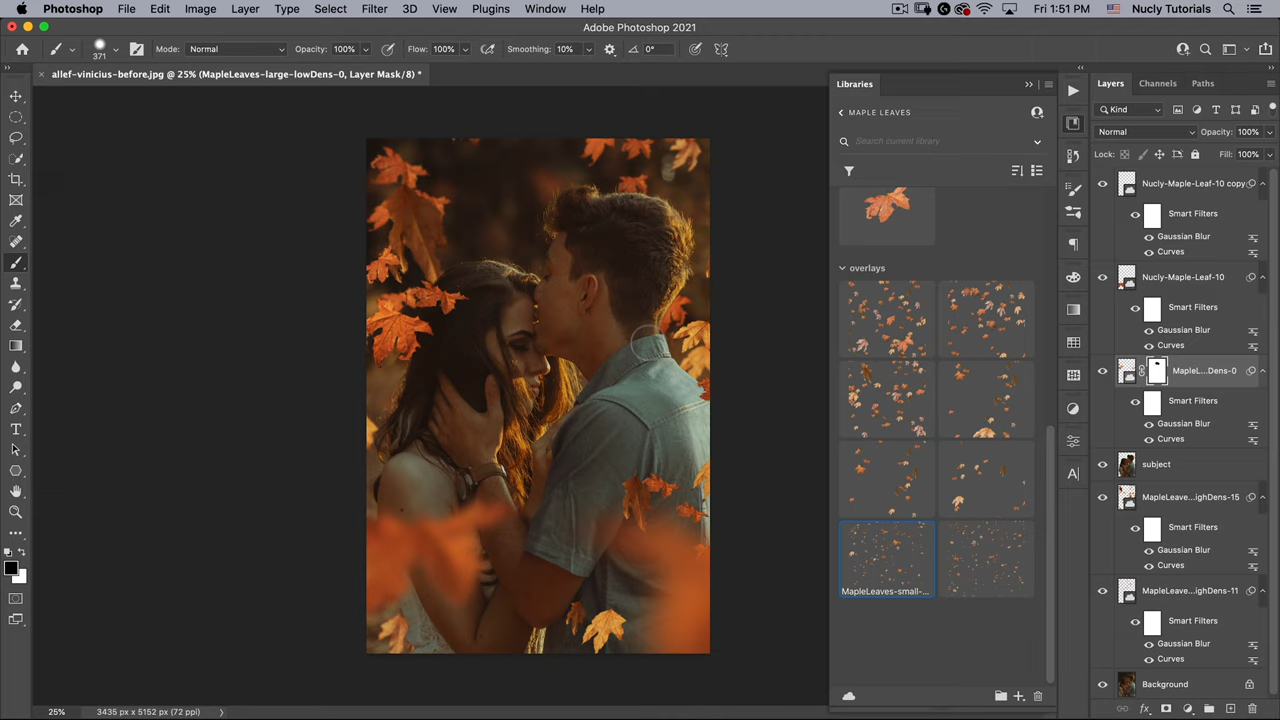 Photoshop File Edit Image Layer Type Select Filter 3D View Plugins Window Help Fri 1:51 PM Nucly Tutorials
Adobe Photoshop 2021
371 Mode: Normal Opacity: 100% Flow: 100% Smoothing: 10% 0°
allef-vinicius-before.jpg @ 25% (MapleLeaves-large-lowDens-0, Layer Mask/8) *
Libraries
MAPLE LEAVES
Search current library
overlays
MapleLeaves-small-...
Layers Channels Paths
Kind
Normal Opacity: 100%
Lock: Fill: 100%
Nucly-Maple-Leaf-10 copy
Smart Filters
Gaussian Blur
Curves
Nucly-Maple-Leaf-10
Smart Filters
Gaussian Blur
Curves
MapleL...Dens-0
Smart Filters
Gaussian Blur
Curves
subject
MapleLeave...ighDens-15
Smart Filters
Gaussian Blur
Curves
MapleLeave...ighDens-11
Smart Filters
Gaussian Blur
Curves
Background
25% 3435 px x 5152 px (72 ppi)